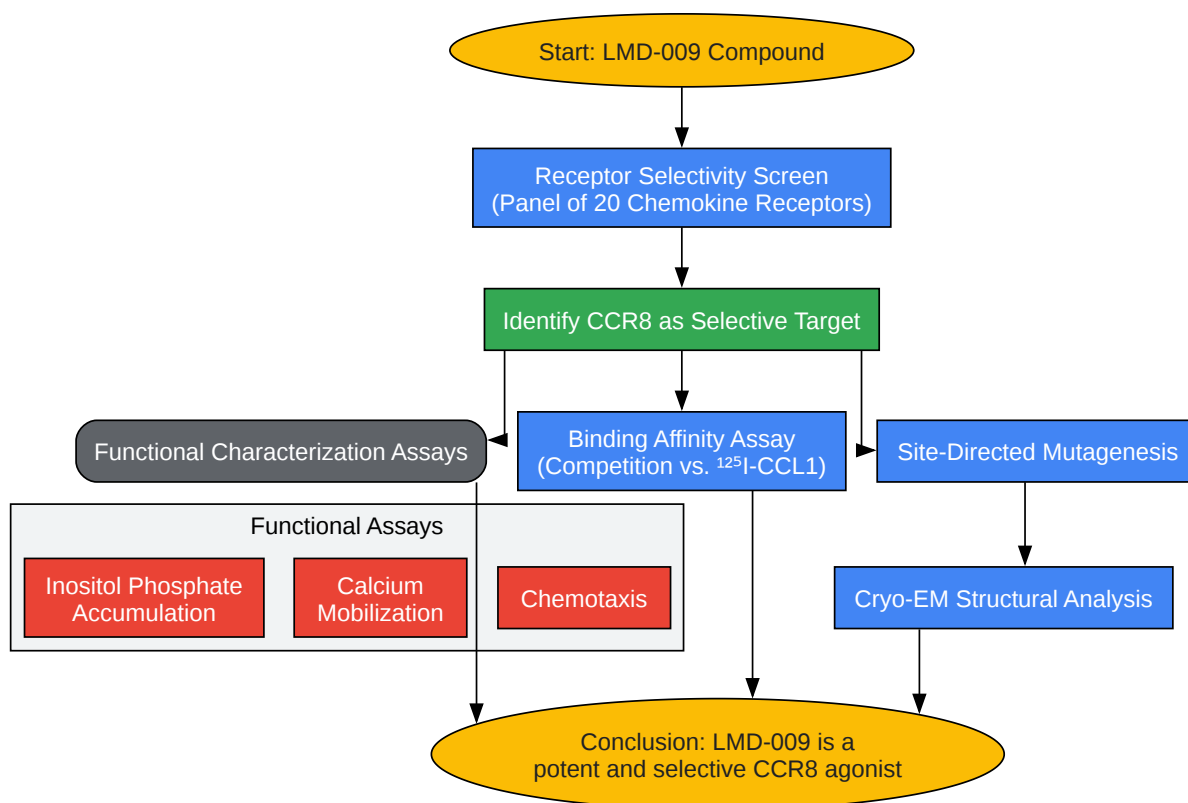 Start: LMD-009 Compound
Receptor Selectivity Screen
(Panel of 20 Chemokine Receptors)
Identify CCR8 as Selective Target
Functional Characterization Assays
Binding Affinity Assay
(Competition vs. ¹²⁵I-CCL1)
Site-Directed Mutagenesis
Functional Assays
Inositol Phosphate
Accumulation
Calcium
Mobilization
Chemotaxis
Cryo-EM Structural Analysis
Conclusion: LMD-009 is a
potent and selective CCR8 agonist